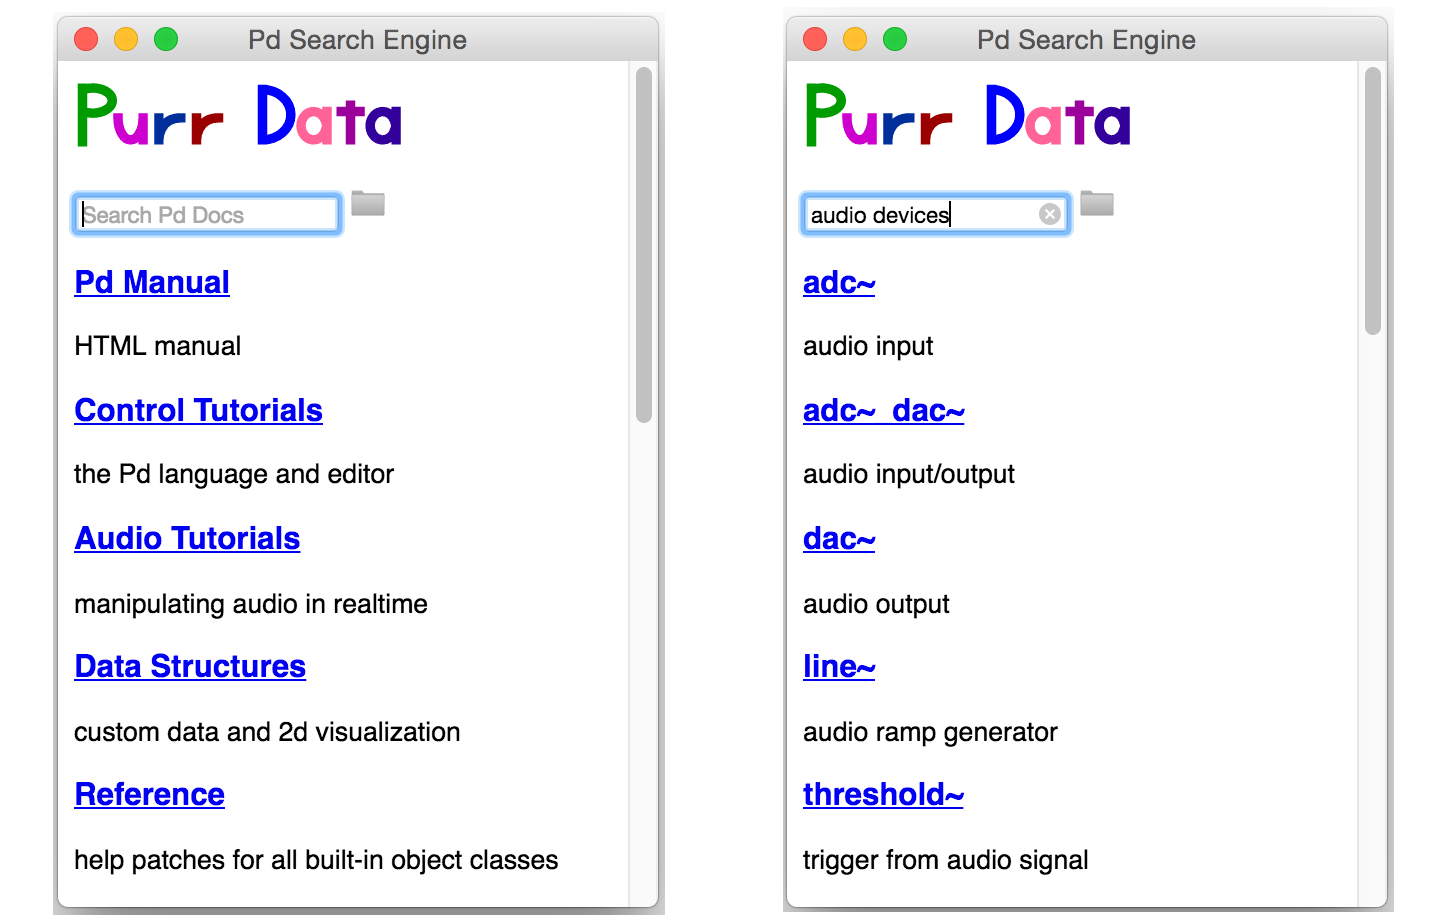 Pd Search Engine
Purr Data
Search Pd Docs
Pd Manual
HTML manual
Control Tutorials
the Pd language and editor
Audio Tutorials
manipulating audio in realtime
Data Structures
custom data and 2d visualization
Reference
help patches for all built-in object classes
Pd Search Engine
Purr Data
audio devices
adc~
audio input
adc~_dac~
audio input/output
dac~
audio output
line~
audio ramp generator
threshold~
trigger from audio signal